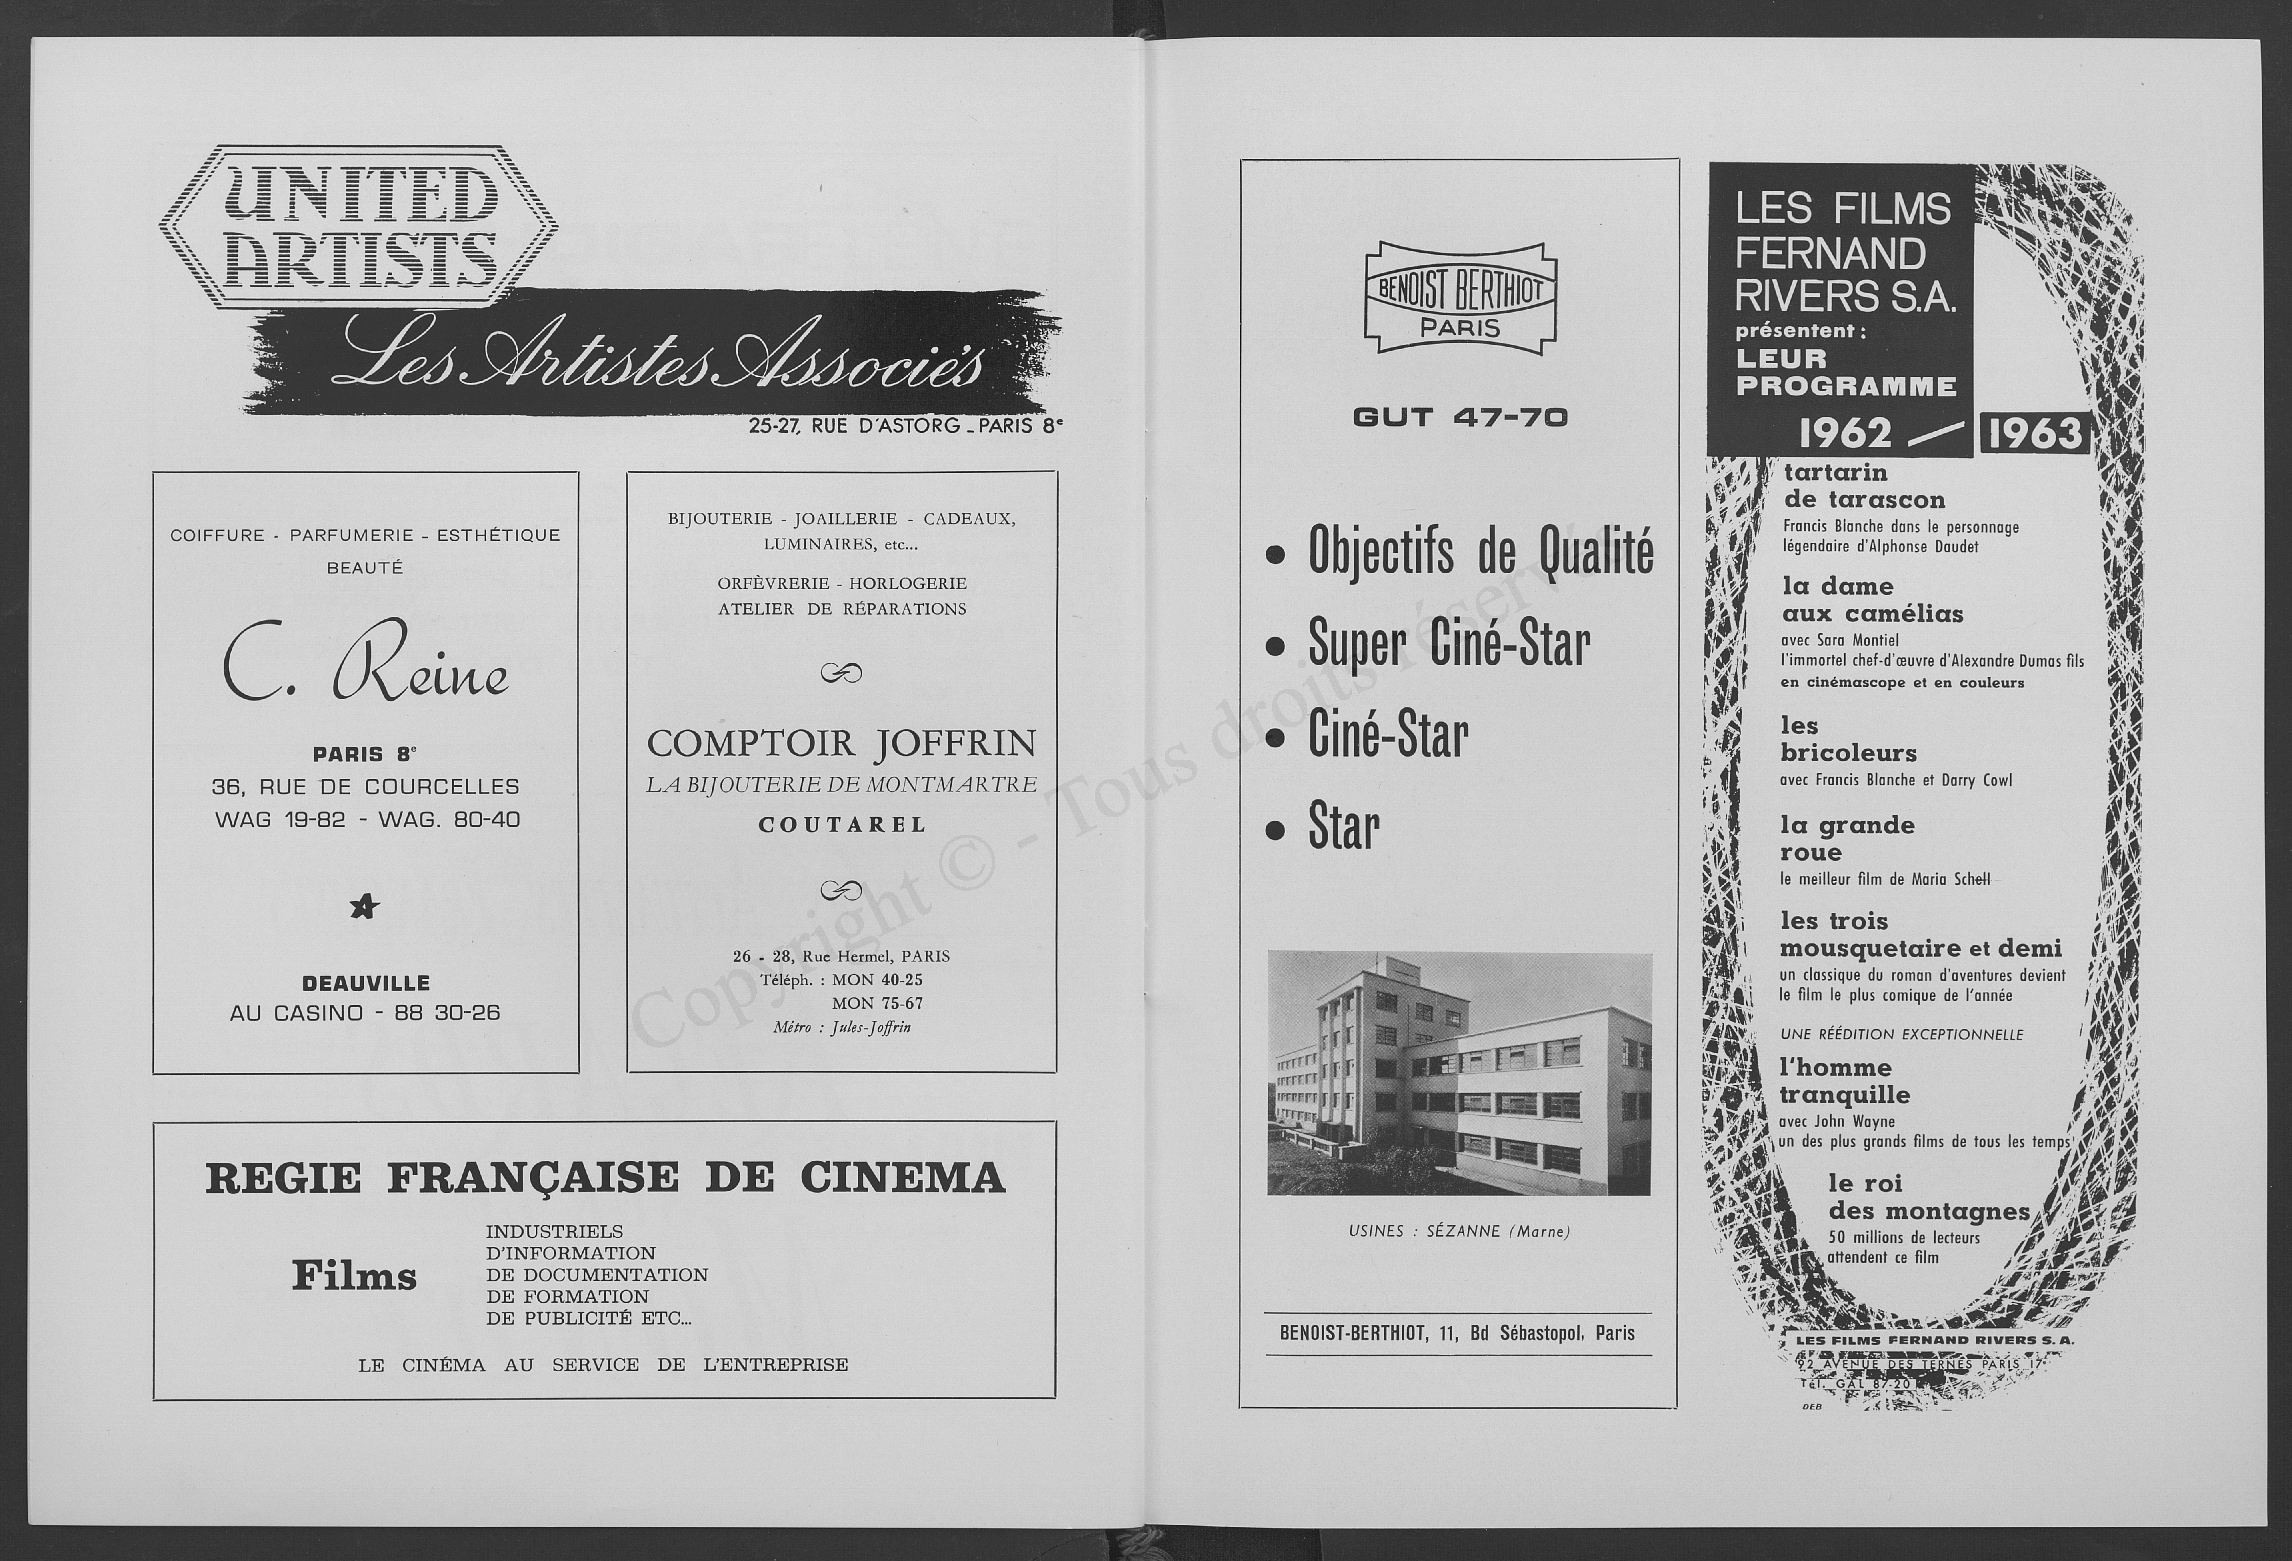 UNITED
ARTISTS
Les Artistes Associés
25-27, RUE D'ASTORG - PARIS 8e
COIFFURE - PARFUMERIE - ESTHÉTIQUE
BEAUTÉ
C. Reine
PARIS 8e
36, RUE DE COURCELLES
WAG 19-82 - WAG. 80-40
DEAUVILLE
AU CASINO - 88 30-26
BIJOUTERIE - JOAILLERIE - CADEAUX,
LUMINAIRES, etc...
ORFÈVRERIE - HORLOGERIE
ATELIER DE RÉPARATIONS
COMPTOIR JOFFRIN
LA BIJOUTERIE DE MONTMARTRE
COUTAREL
26 - 28, Rue Hermel, PARIS
Téléph. : MON 40-25
MON 75-67
Métro : Jules-Joffrin
REGIE FRANÇAISE DE CINEMA
Films
INDUSTRIELS
D'INFORMATION
DE DOCUMENTATION
DE FORMATION
DE PUBLICITÉ ETC...
LE CINÉMA AU SERVICE DE L'ENTREPRISE
BENOIST BERTHIOT
PARIS
GUT 47-70
• Objectifs de Qualité
• Super Ciné-Star
• Ciné-Star
• Star
USINES : SÉZANNE (Marne)
BENOIST-BERTHIOT, 11, Bd Sébastopol, Paris
LES FILMS
FERNAND
RIVERS S.A.
présentent :
LEUR
PROGRAMME
1962 / 1963
tartarin
de tarascon
Francis Blanche dans le personnage
légendaire d'Alphonse Daudet
la dame
aux camélias
avec Sara Montiel
l'immortel chef-d'œuvre d'Alexandre Dumas fils
en cinémascope et en couleurs
les
bricoleurs
avec Francis Blanche et Darry Cowl
la grande
roue
le meilleur film de Maria Schell
les trois
mousquetaire et demi
un classique du roman d'aventures devient
le film le plus comique de l'année
UNE RÉÉDITION EXCEPTIONNELLE
l'homme
tranquille
avec John Wayne
un des plus grands films de tous les temps
le roi
des montagnes
50 millions de lecteurs
attendent ce film
LES FILMS FERNAND RIVERS S. A.
92 AVENUE DES TERNES PARIS 17e
Tél. GAL 87-20
DEB
Copyright © - Tous droits réservés